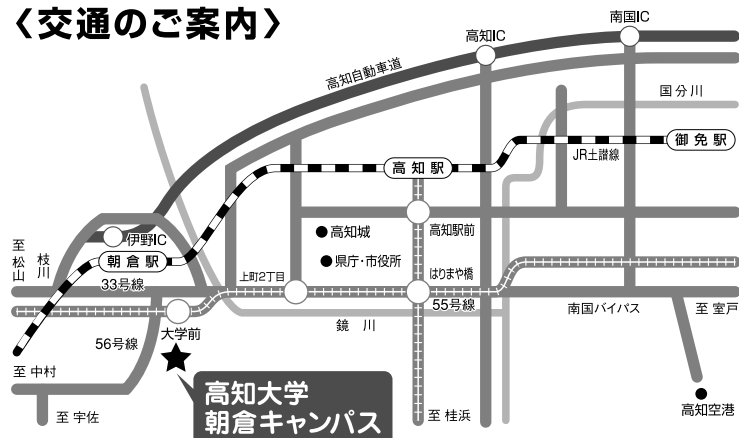 〈交通のご案内〉
南国IC
高知IC
高知自動車道
国分川
御免駅
JR土讃線
高知駅
高知駅前
高知城
県庁・市役所
伊野IC
至
松山
枝川
朝倉駅
33号線
上町2丁目
はりまや橋
55号線
南国バイパス
至 室戸
鏡 川
大学前
56号線
至 中村
至 宇佐
高知大学
朝倉キャンパス
至 桂浜
高知空港